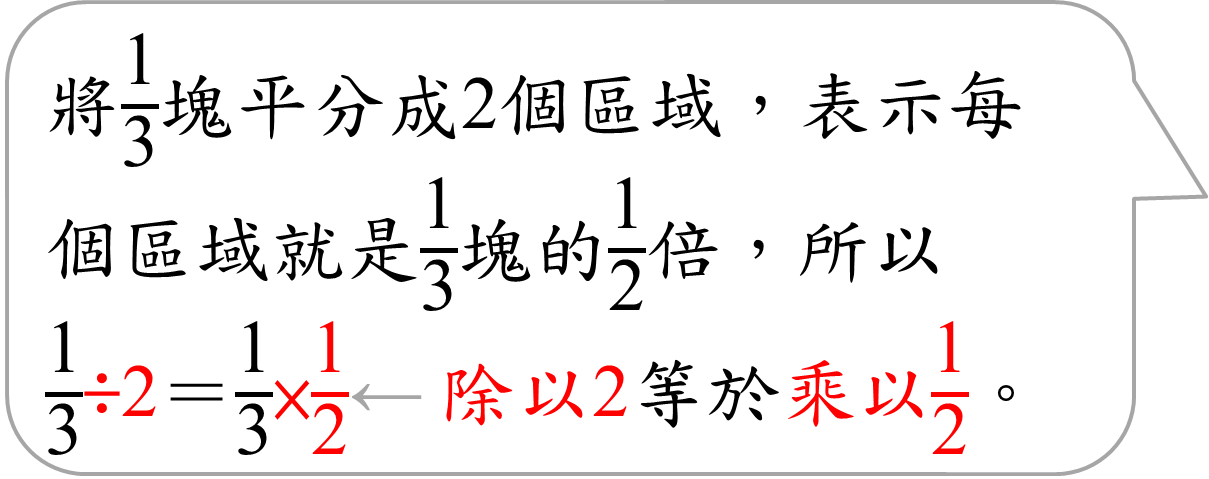 將1/3塊平分成2個區域，表示每
個區域就是1/3塊的1/2倍，所以
1/3÷2＝1/3×1/2← 除以2等於乘以1/2。